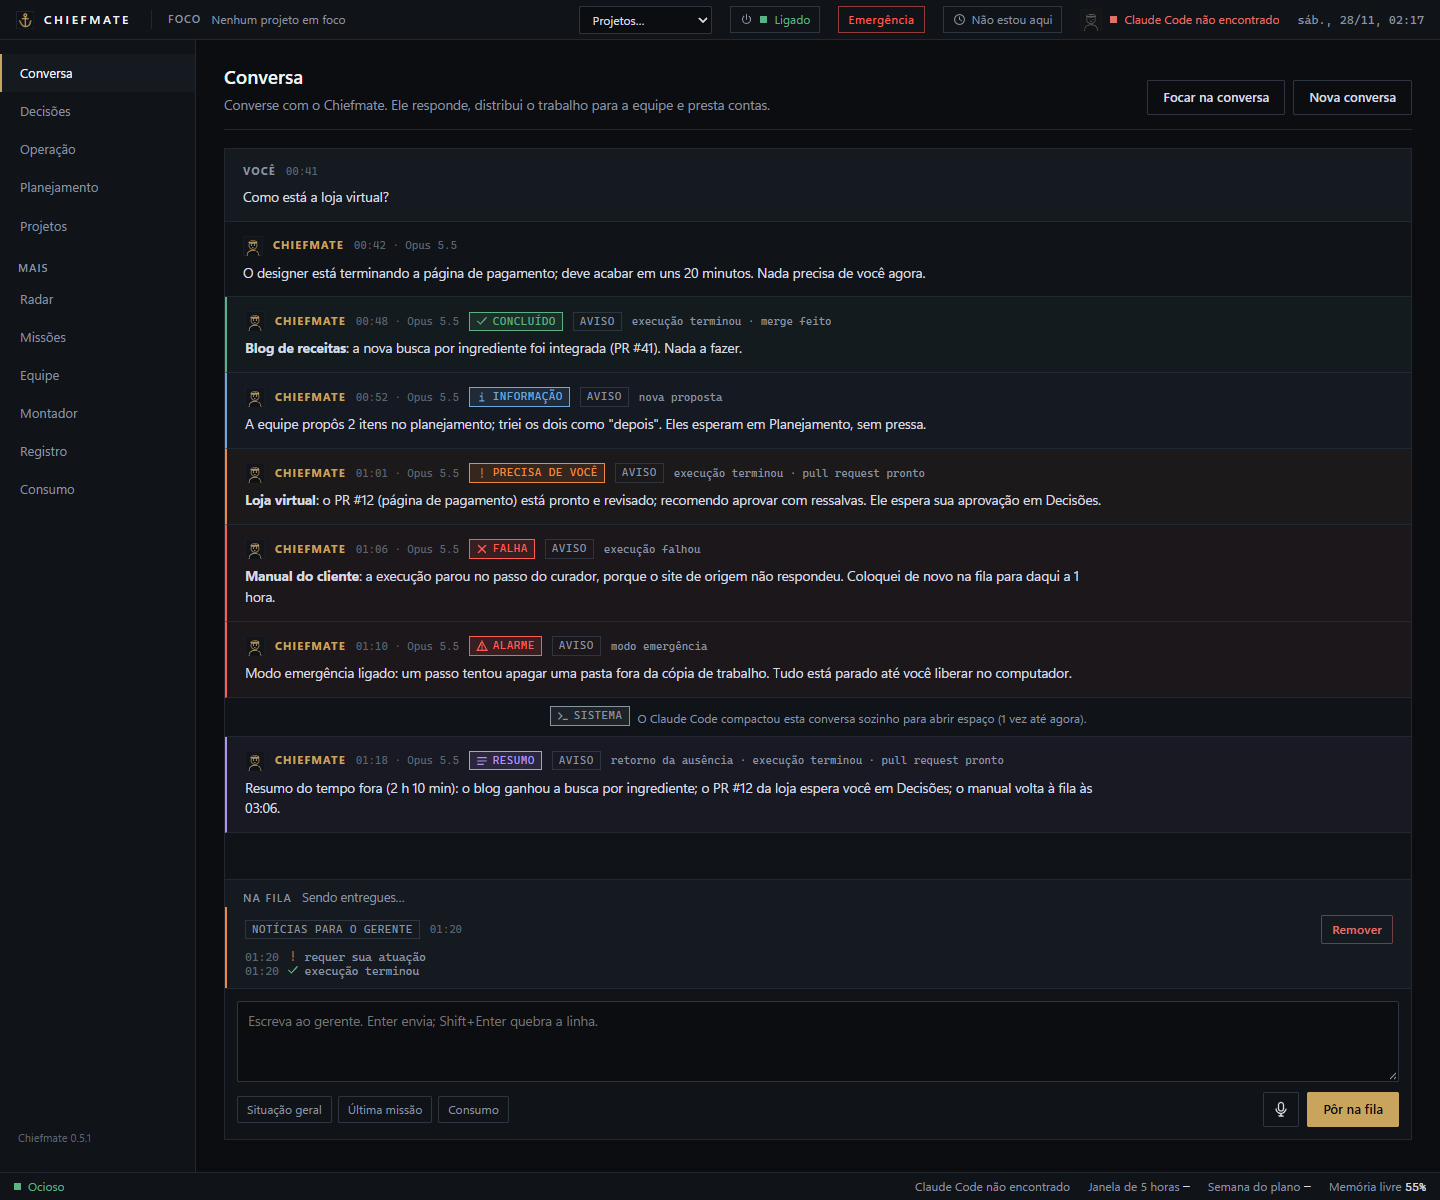 CHIEFMATE
FOCO Nenhum projeto em foco
Projetos...
Ligado
Emergência
Não estou aqui
Claude Code não encontrado
sáb., 28/11, 02:17
Conversa
Decisões
Operação
Planejamento
Projetos
MAIS
Radar
Missões
Equipe
Montador
Registro
Consumo
Chiefmate 0.5.1
Conversa
Converse com o Chiefmate. Ele responde, distribui o trabalho para a equipe e presta contas.
Focar na conversa
Nova conversa
VOCÊ 00:41
Como está a loja virtual?
CHIEFMATE 00:42 · Opus 5.5
O designer está terminando a página de pagamento; deve acabar em uns 20 minutos. Nada precisa de você agora.
CHIEFMATE 00:48 · Opus 5.5 CONCLUÍDO AVISO execução terminou · merge feito
Blog de receitas: a nova busca por ingrediente foi integrada (PR #41). Nada a fazer.
CHIEFMATE 00:52 · Opus 5.5 INFORMAÇÃO AVISO nova proposta
A equipe propôs 2 itens no planejamento; triei os dois como "depois". Eles esperam em Planejamento, sem pressa.
CHIEFMATE 01:01 · Opus 5.5 PRECISA DE VOCÊ AVISO execução terminou · pull request pronto
Loja virtual: o PR #12 (página de pagamento) está pronto e revisado; recomendo aprovar com ressalvas. Ele espera sua aprovação em Decisões.
CHIEFMATE 01:06 · Opus 5.5 FALHA AVISO execução falhou
Manual do cliente: a execução parou no passo do curador, porque o site de origem não respondeu. Coloquei de novo na fila para daqui a 1
hora.
CHIEFMATE 01:10 · Opus 5.5 ALARME AVISO modo emergência
Modo emergência ligado: um passo tentou apagar uma pasta fora da cópia de trabalho. Tudo está parado até você liberar no computador.
SISTEMA O Claude Code compactou esta conversa sozinho para abrir espaço (1 vez até agora).
CHIEFMATE 01:18 · Opus 5.5 RESUMO AVISO retorno da ausência · execução terminou · pull request pronto
Resumo do tempo fora (2 h 10 min): o blog ganhou a busca por ingrediente; o PR #12 da loja espera você em Decisões; o manual volta à fila às
03:06.
NA FILA Sendo entregues...
NOTÍCIAS PARA O GERENTE 01:20
Remover
01:20 ! requer sua atuação
01:20 ✓ execução terminou
Escreva ao gerente. Enter envia; Shift+Enter quebra a linha.
Situação geral
Última missão
Consumo
Pôr na fila
Ocioso
Claude Code não encontrado
Janela de 5 horas —
Semana do plano —
Memória livre 55%